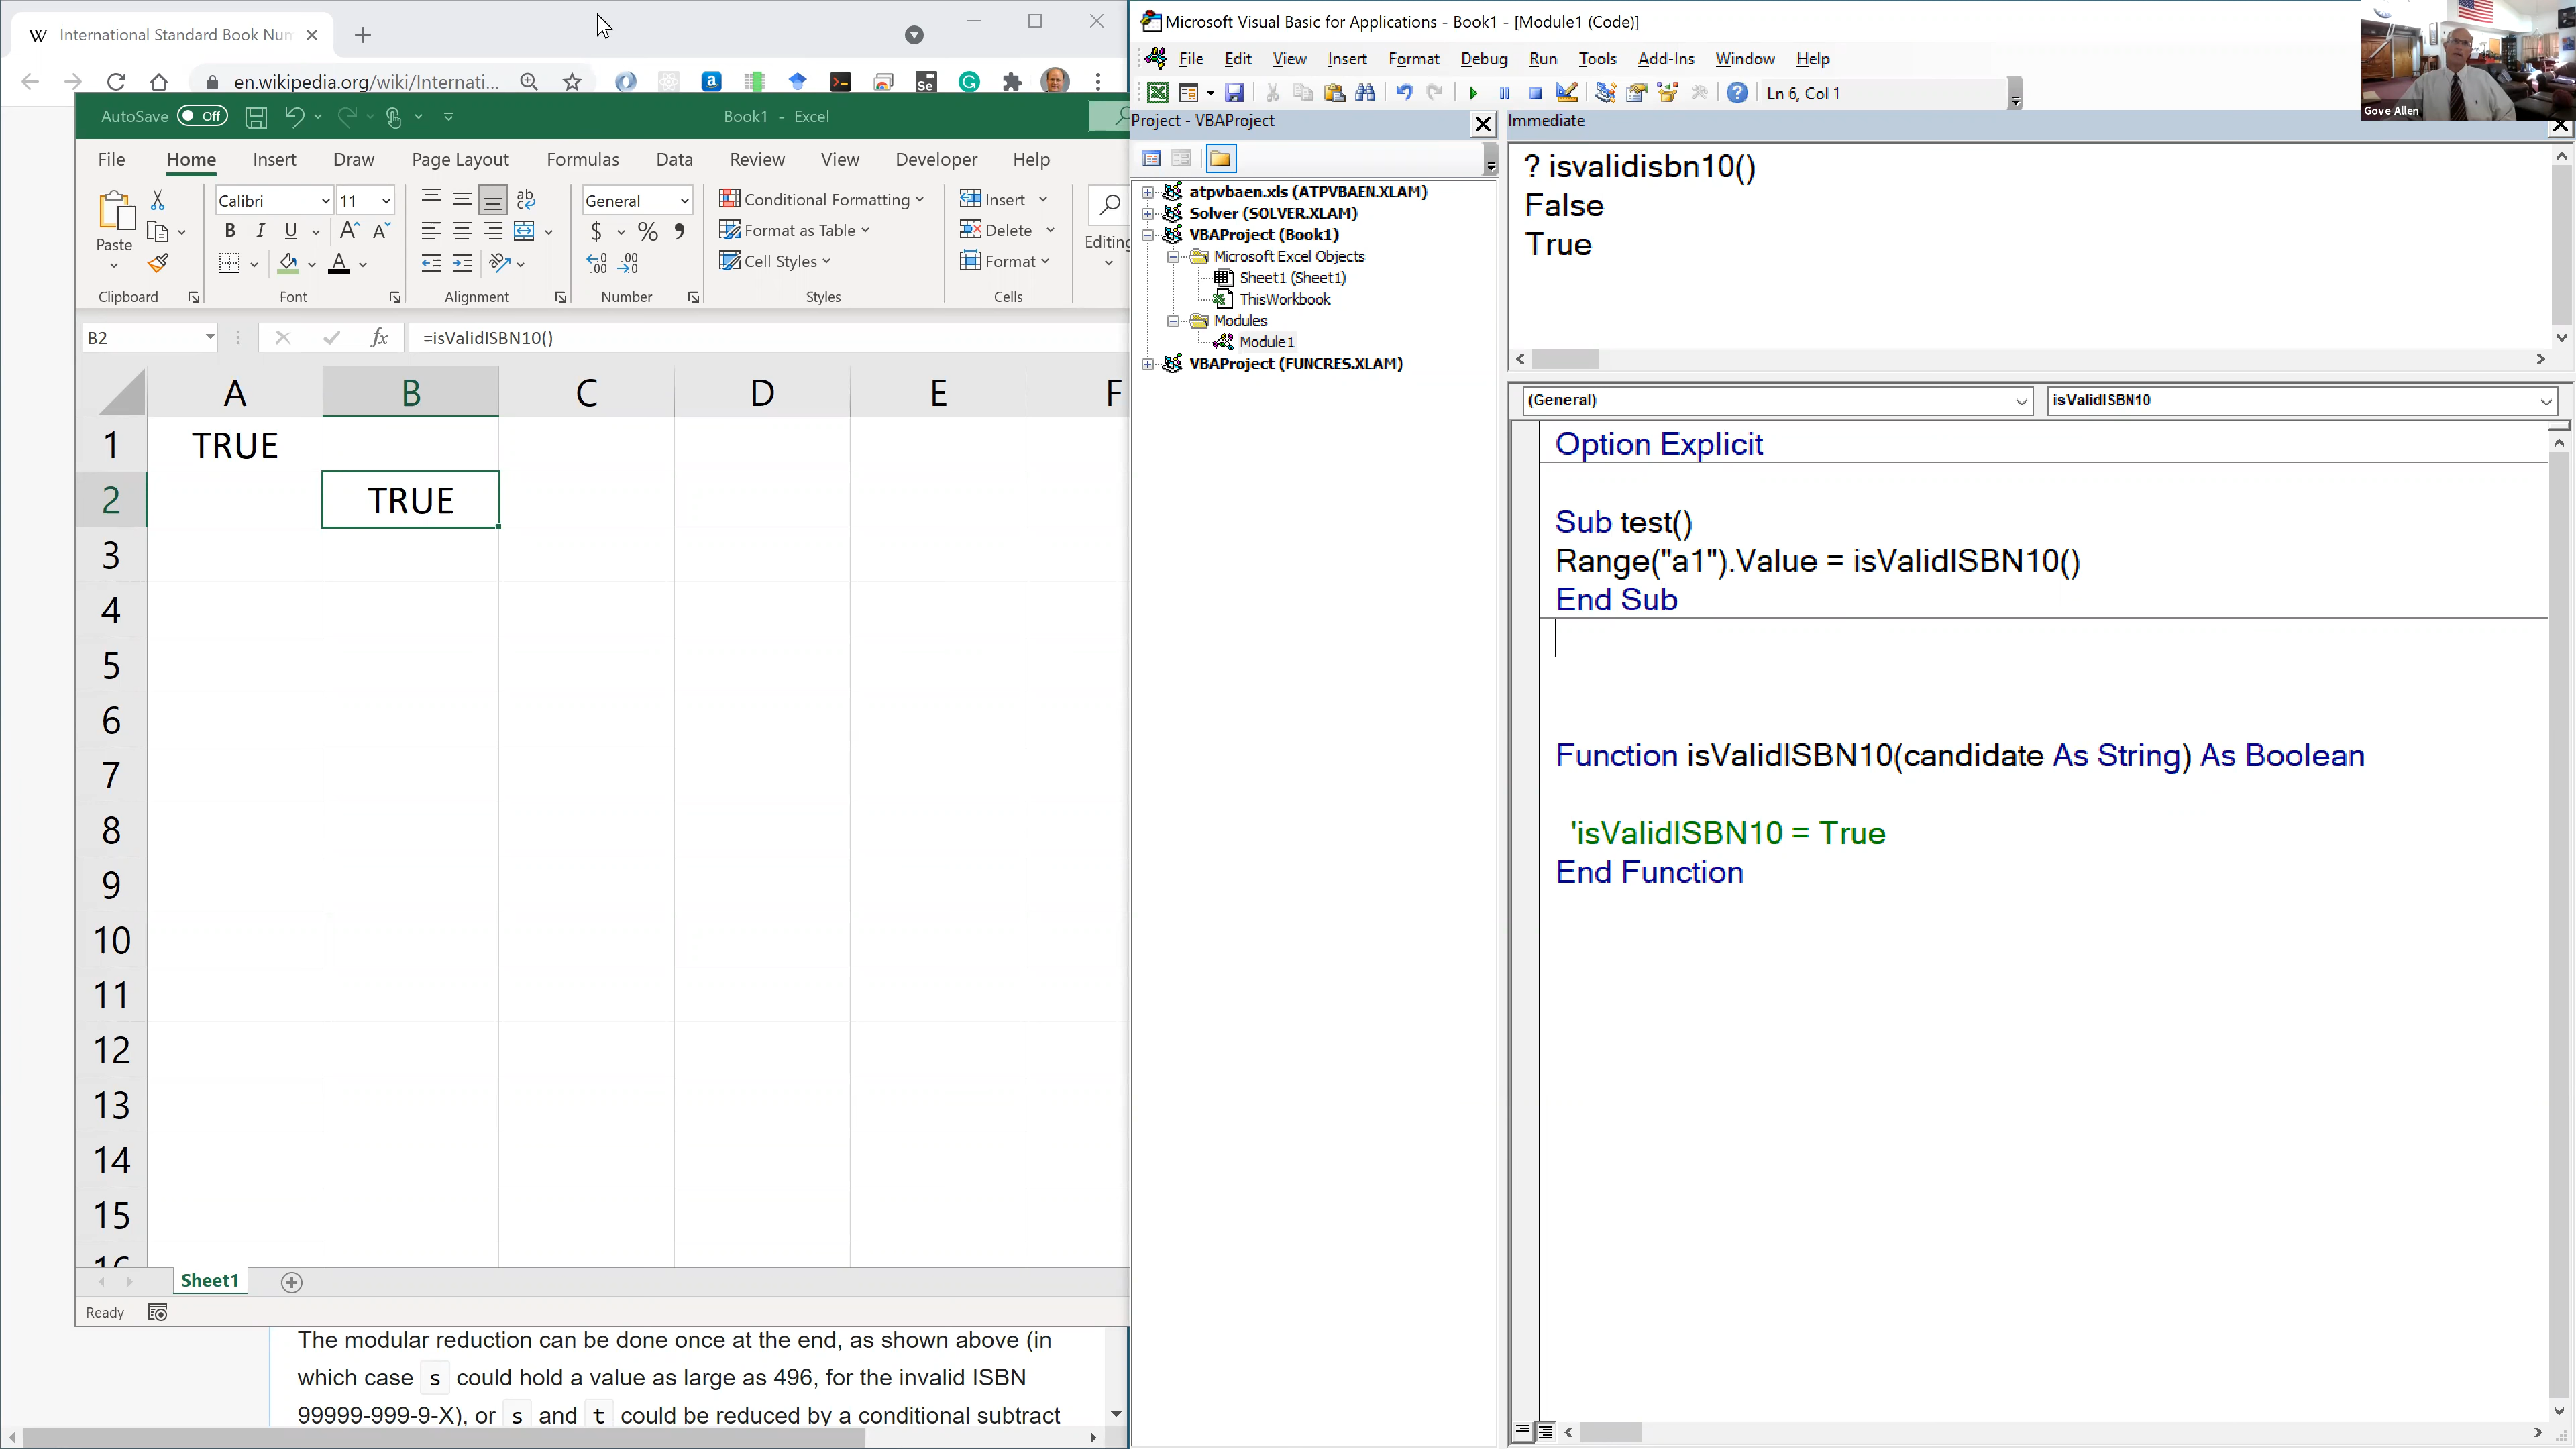 International Standard Book Num
en.wikipedia.org/wiki/Internati...
AutoSave Off
Book1 - Excel
File Home Insert Draw Page Layout Formulas Data Review View Developer Help
Paste
Clipboard
Calibri 11
B I U
Font
ab
Alignment
General
$ % 9
Number
Conditional Formatting
Format as Table
Cell Styles
Styles
Insert
Delete
Format
Cells
Editing
B2
fx
=isValidISBN10()
A B C D E F
1 TRUE
2 TRUE
3
4
5
6
7
8
9
10
11
12
13
14
15
16
Sheet1
Ready
The modular reduction can be done once at the end, as shown above (in
which case s could hold a value as large as 496, for the invalid ISBN
99999-999-9-X), or s and t could be reduced by a conditional subtract
Microsoft Visual Basic for Applications - Book1 - [Module1 (Code)]
File Edit View Insert Format Debug Run Tools Add-Ins Window Help
Ln 6, Col 1
Project - VBAProject
atpvbaen.xls (ATPVBAEN.XLAM)
Solver (SOLVER.XLAM)
VBAProject (Book1)
Microsoft Excel Objects
Sheet1 (Sheet1)
ThisWorkbook
Modules
Module1
VBAProject (FUNCRES.XLAM)
Immediate
? isvalidisbn10()
False
True
(General)
isValidISBN10
Option Explicit
Sub test()
Range("a1").Value = isValidISBN10()
End Sub
Function isValidISBN10(candidate As String) As Boolean
'isValidISBN10 = True
End Function
Gove Allen